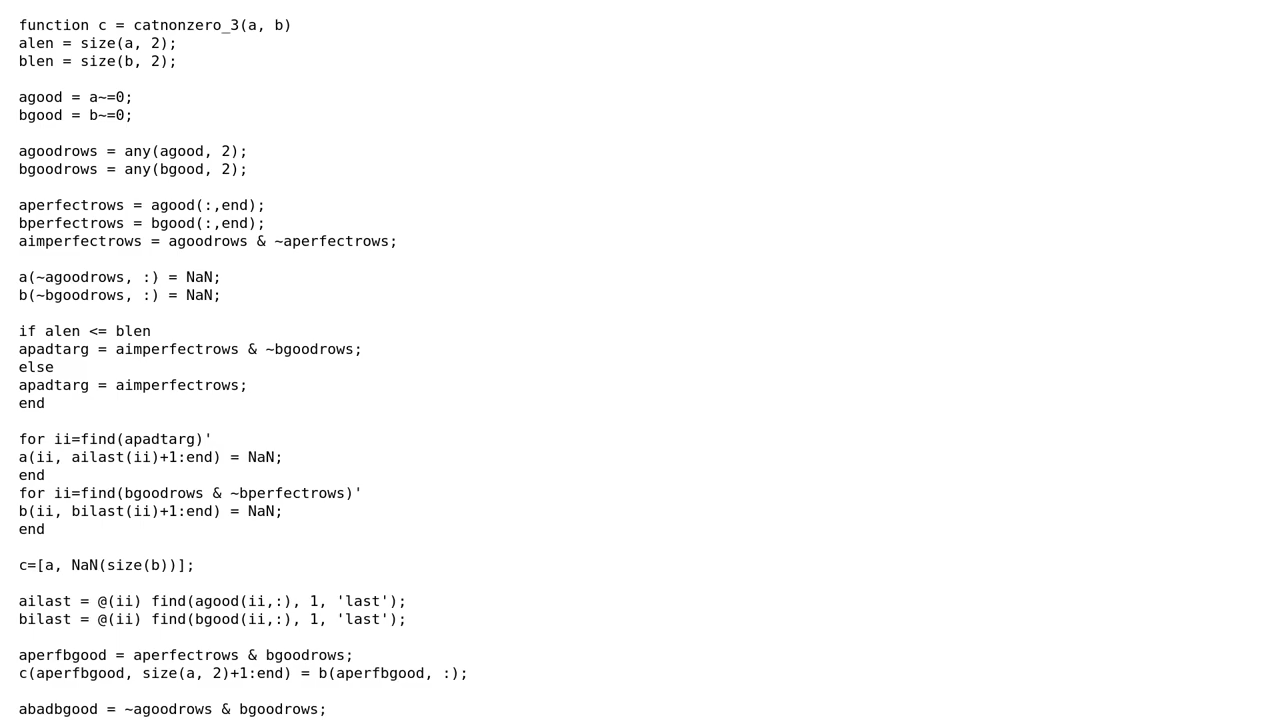 function c = catnonzero_3(a, b)
alen = size(a, 2);
blen = size(b, 2);
agood = a~=0;
bgood = b~=0;
agoodrows = any(agood, 2);
bgoodrows = any(bgood, 2);
aperfectrows = agood(:,end);
bperfectrows = bgood(:,end);
aimperfectrows = agoodrows & ~aperfectrows;
a(~agoodrows, :) = NaN;
b(~bgoodrows, :) = NaN;
if alen <= blen
apadtarg = aimperfectrows & ~bgoodrows;
else
apadtarg = aimperfectrows;
end
for ii=find(apadtarg)'
a(ii, ailast(ii)+1:end) = NaN;
end
for ii=find(bgoodrows & ~bperfectrows)'
b(ii, bilast(ii)+1:end) = NaN;
end
c=[a, NaN(size(b))];
ailast = @(ii) find(agood(ii,:), 1, 'last');
bilast = @(ii) find(bgood(ii,:), 1, 'last');
aperfbgood = aperfectrows & bgoodrows;
c(aperfbgood, size(a, 2)+1:end) = b(aperfbgood, :);
abadbgood = ~agoodrows & bgoodrows;